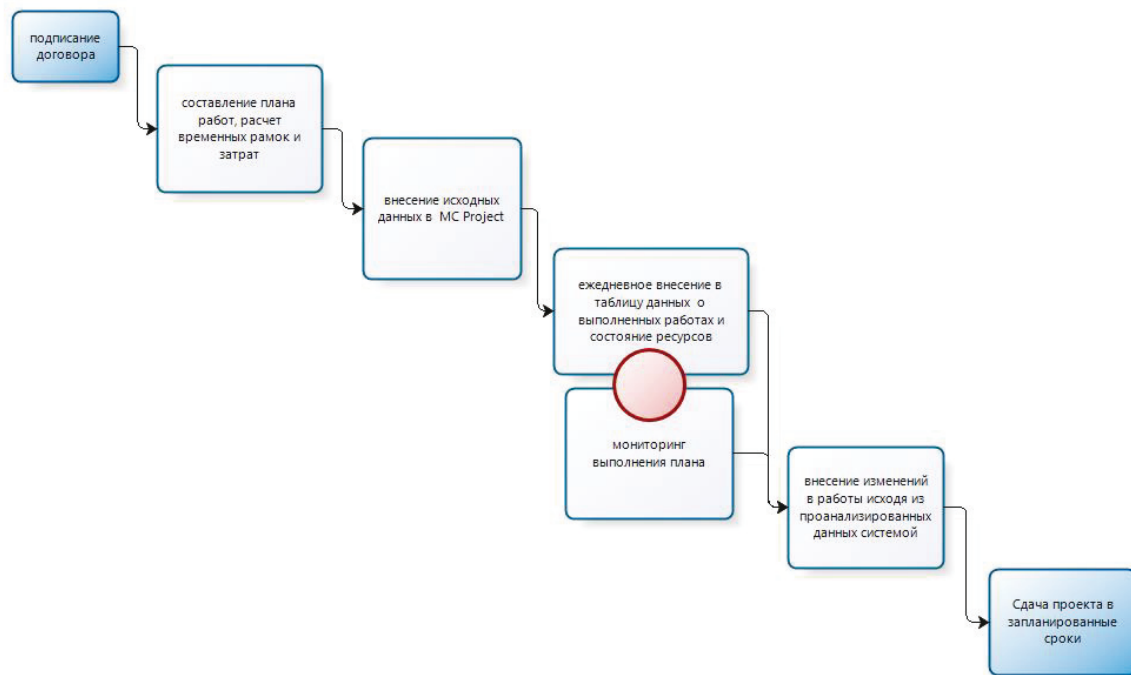 подписание
договора
составление плана
работ, расчет
временных рамок и
затрат
внесение исходных
данных в  MC Project
ежедневное внесение в
таблицу данных  о
выполненных работах и
состояние ресурсов
мониторинг
выполнения плана
внесение изменений
в работы исходя из
проанализированных
данных системой
Сдача проекта в
запланированные
сроки